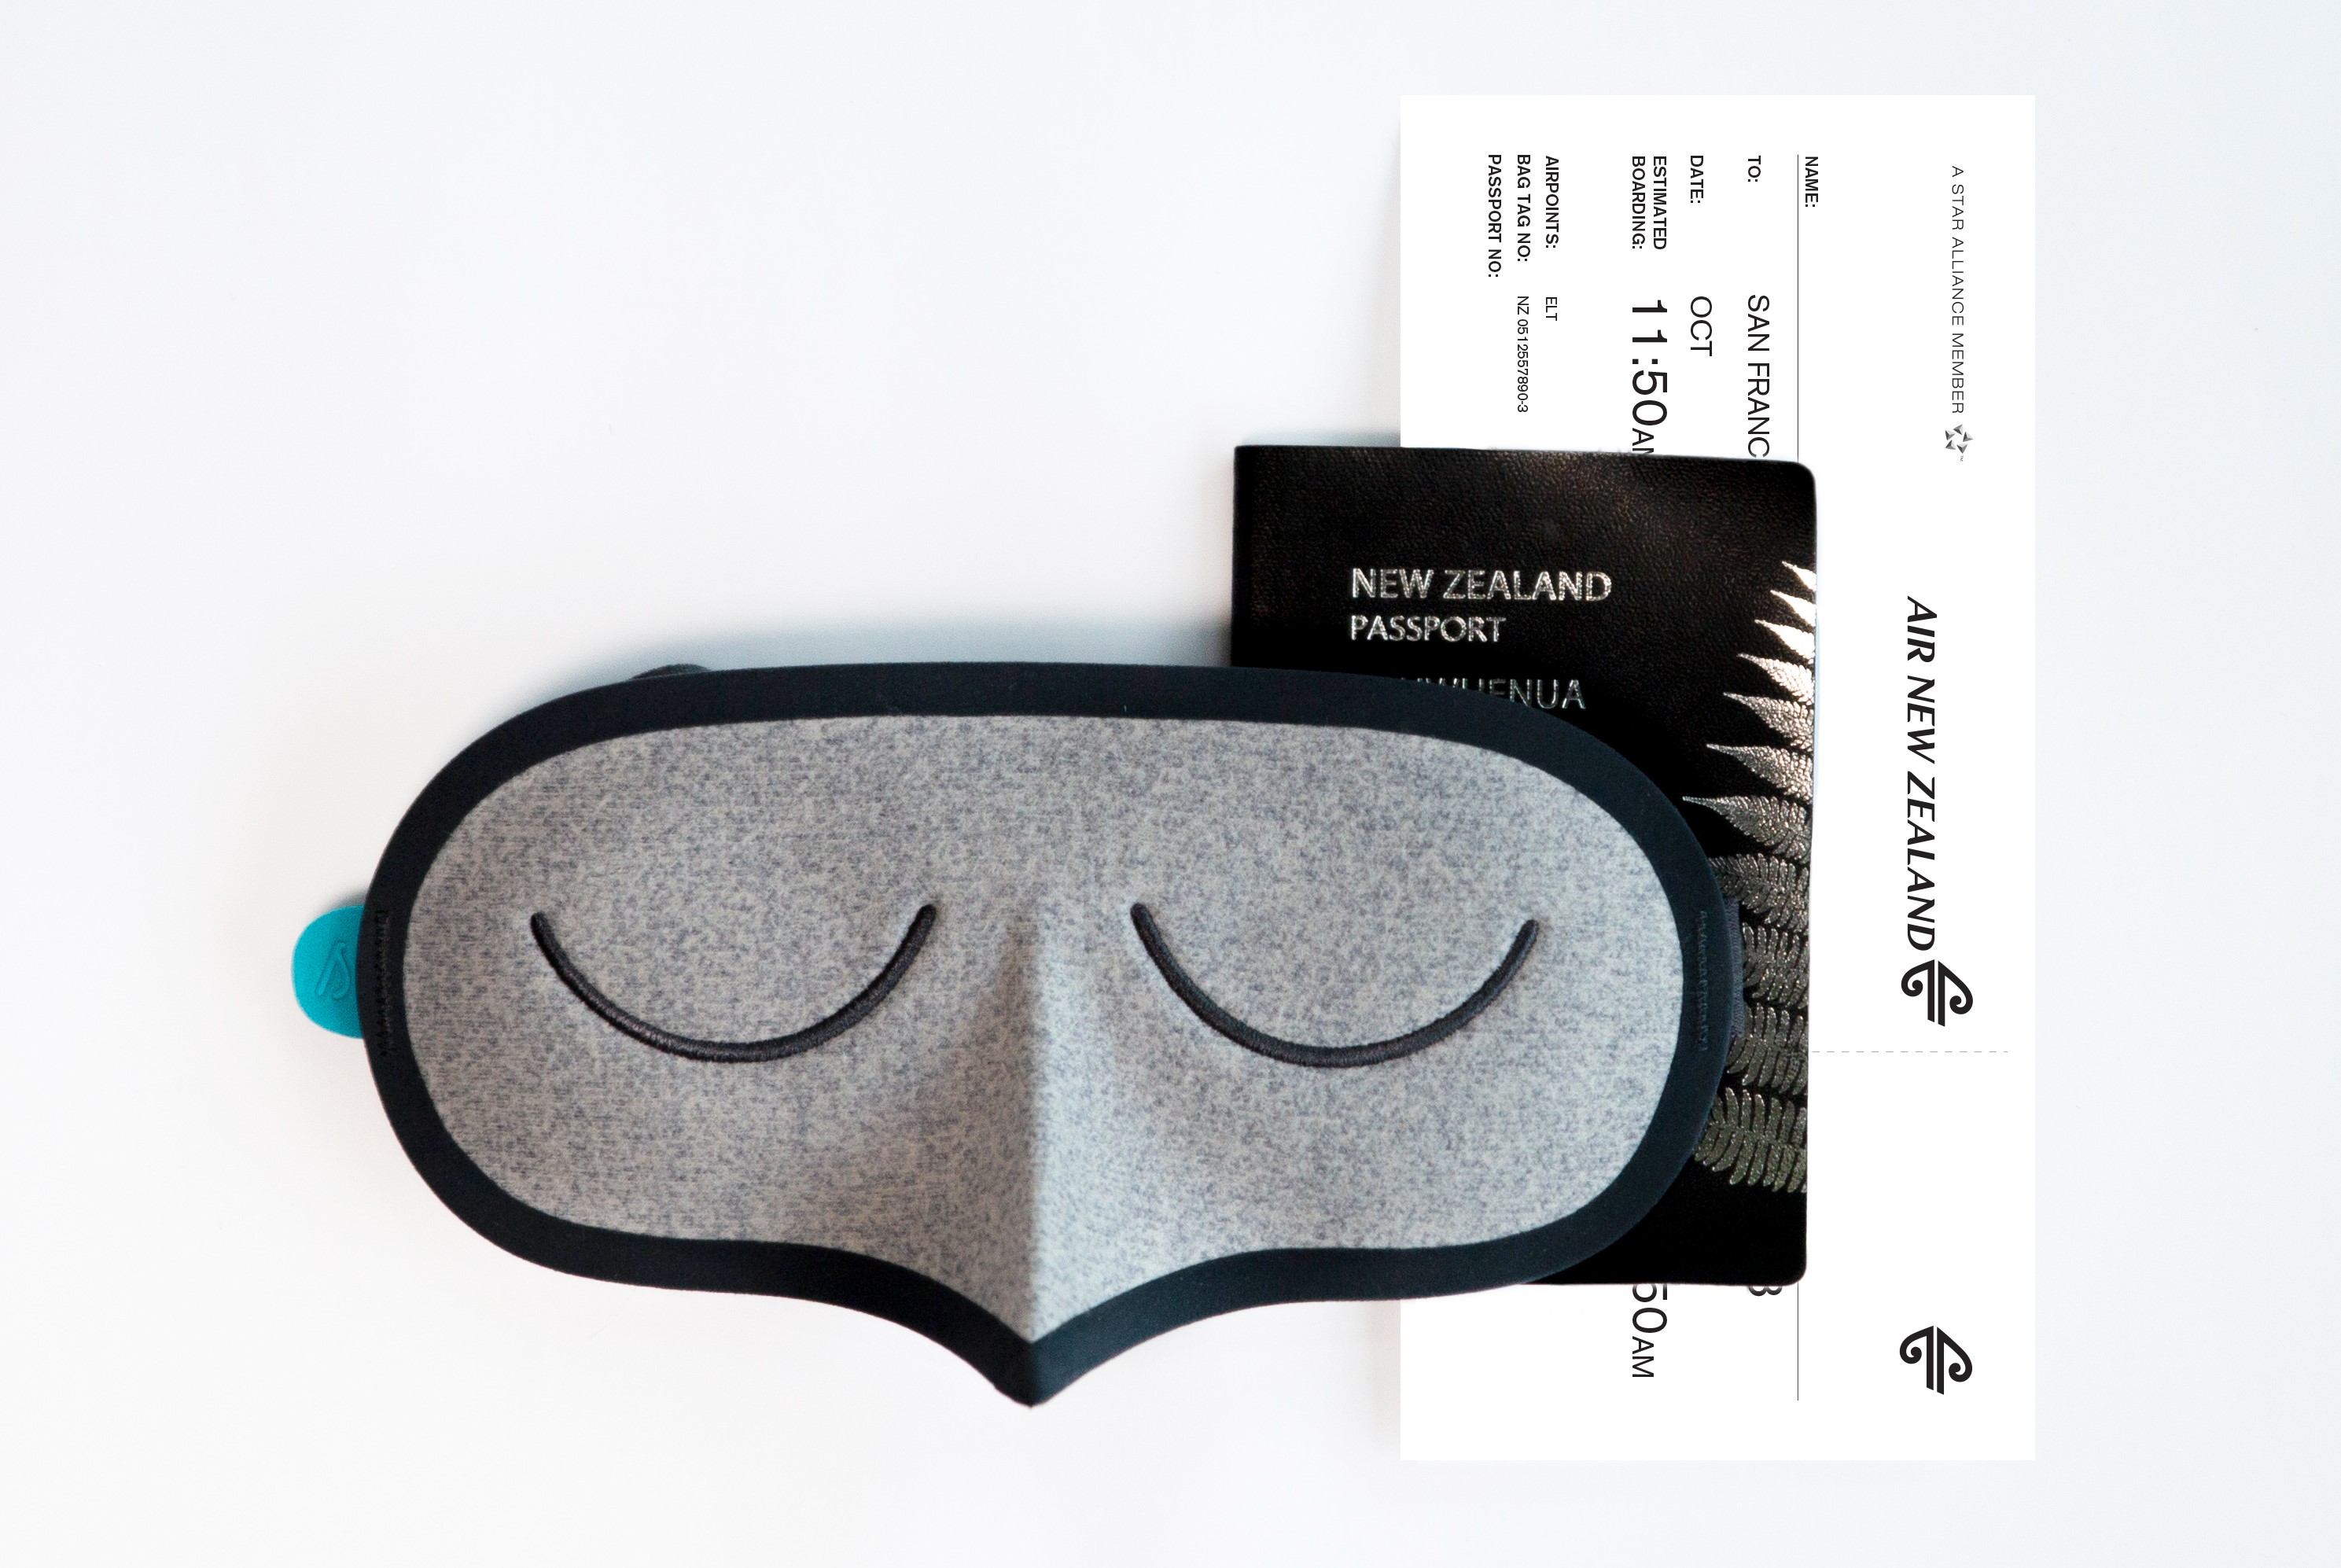 A STAR ALLIANCE MEMBER
AIR NEW ZEALAND
NAME:
TO: SAN FRANC
DATE: OCT
ESTIMATED
BOARDING: 11:50AM
AIRPOINTS: ELT
BAG TAG NO: NZ 0512557890-3
PASSPORT NO:
50AM
NEW ZEALAND
PASSPORT